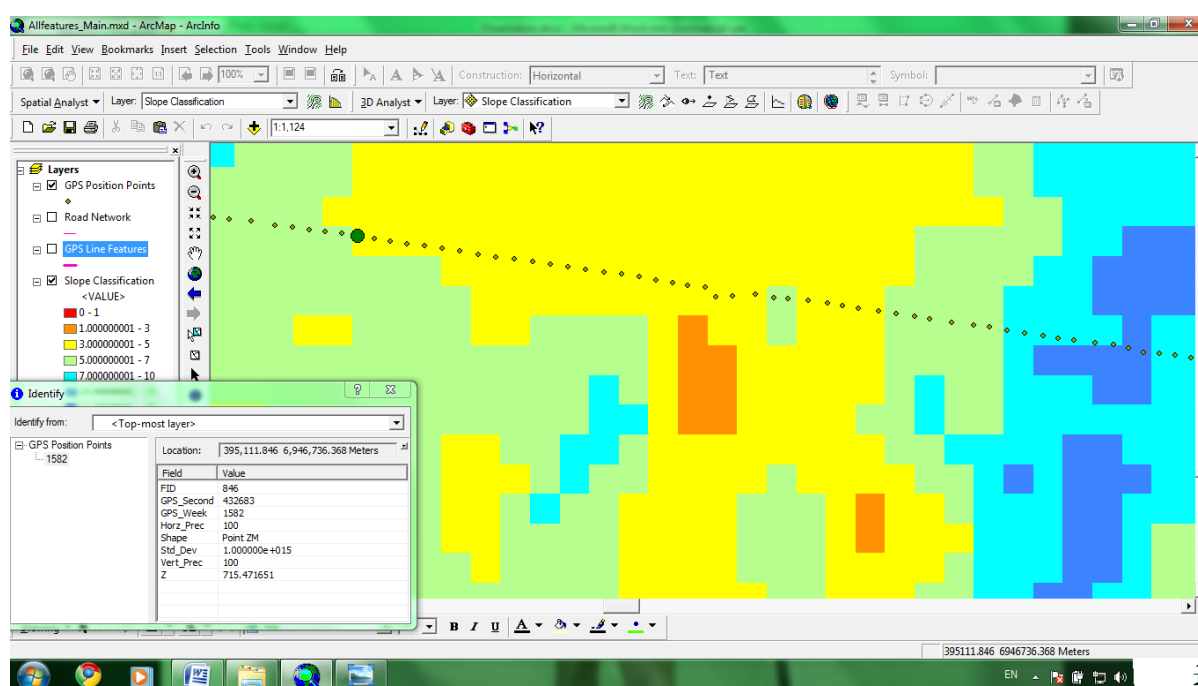 Allfeatures_Main.mxd - ArcMap - ArcInfo
File Edit View Bookmarks Insert Selection Tools Window Help
100% Construction: Horizontal Text: Text Symbol:
Spatial Analyst Layer: Slope Classification 3D Analyst Layer: Slope Classification
1:1,124
Layers
GPS Position Points
Road Network
GPS Line Features
Slope Classification
<VALUE>
0 - 1
1.000000001 - 3
3.000000001 - 5
5.000000001 - 7
7.000000001 - 10
Identify
Identify from: <Top-most layer>
GPS Position Points
1582
Location: 395,111.846 6,946,736.368 Meters
Field Value
FID 846
GPS_Second 432683
GPS_Week 1582
Horz_Prec 100
Shape Point ZM
Std_Dev 1.000000e+015
Vert_Prec 100
Z 715.471651
B I U A
395111.846 6946736.368 Meters
EN